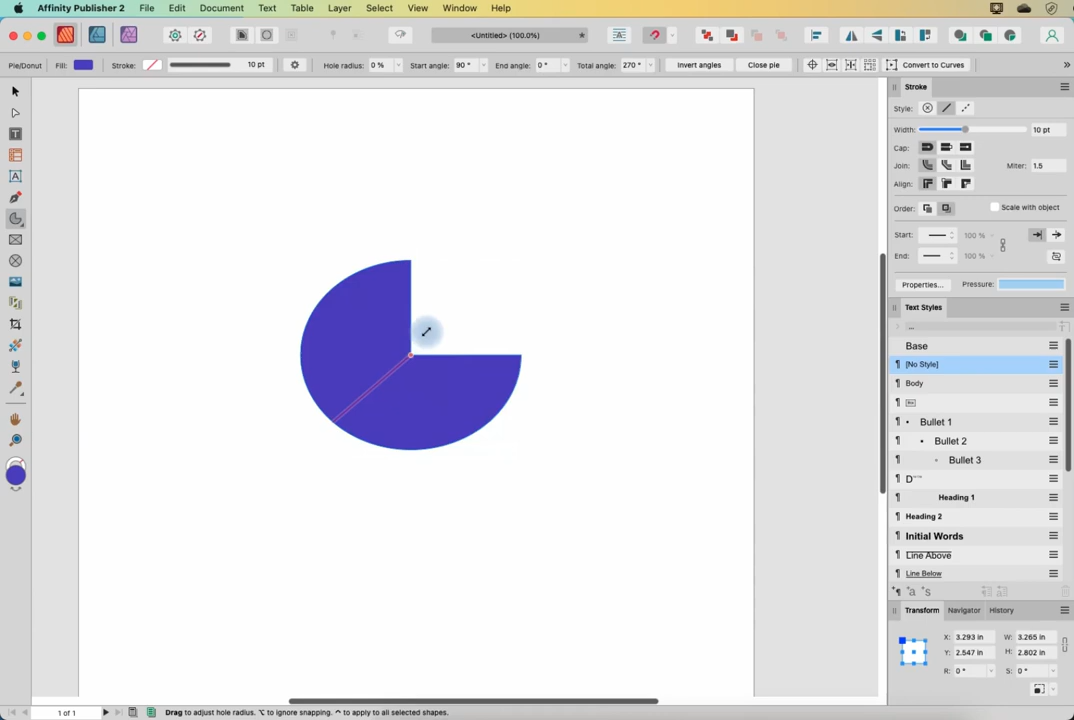 Affinity Publisher 2 File Edit Document Text Table Layer Select View Window Help
<Untitled> (100.0%)
Pie/Donut Fill: Stroke: 10 pt Hole radius: 0 % Start angle: 90 ° End angle: 0 ° Total angle: 270 ° Invert angles Close pie Convert to Curves
Stroke
Style:
Width: 10 pt
Cap:
Join: Miter: 1.5
Align:
Order: Scale with object
Start: 100 %
End: 100 %
Properties... Pressure:
Text Styles
Base
[No Style]
Body
Bullet 1
Bullet 2
Bullet 3
Heading 1
Heading 2
Initial Words
Line Above
Line Below
Transform Navigator History
X: 3.293 in W: 3.265 in
Y: 2.547 in H: 2.802 in
R: 0 ° S: 0 °
1 of 1 Drag to adjust hole radius. ⌥ to ignore snapping. ^ to apply to all selected shapes.